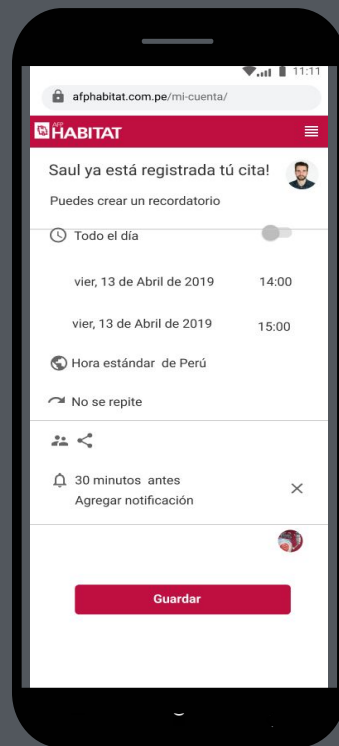 11:11
afphabitat.com.pe/mi-cuenta/
AFP
HABITAT
Saul ya está registrada tú cita!
Puedes crear un recordatorio
Todo el día
vier, 13 de Abril de 2019 14:00
vier, 13 de Abril de 2019 15:00
Hora estándar de Perú
No se repite
30 minutos antes
Agregar notificación
Guardar